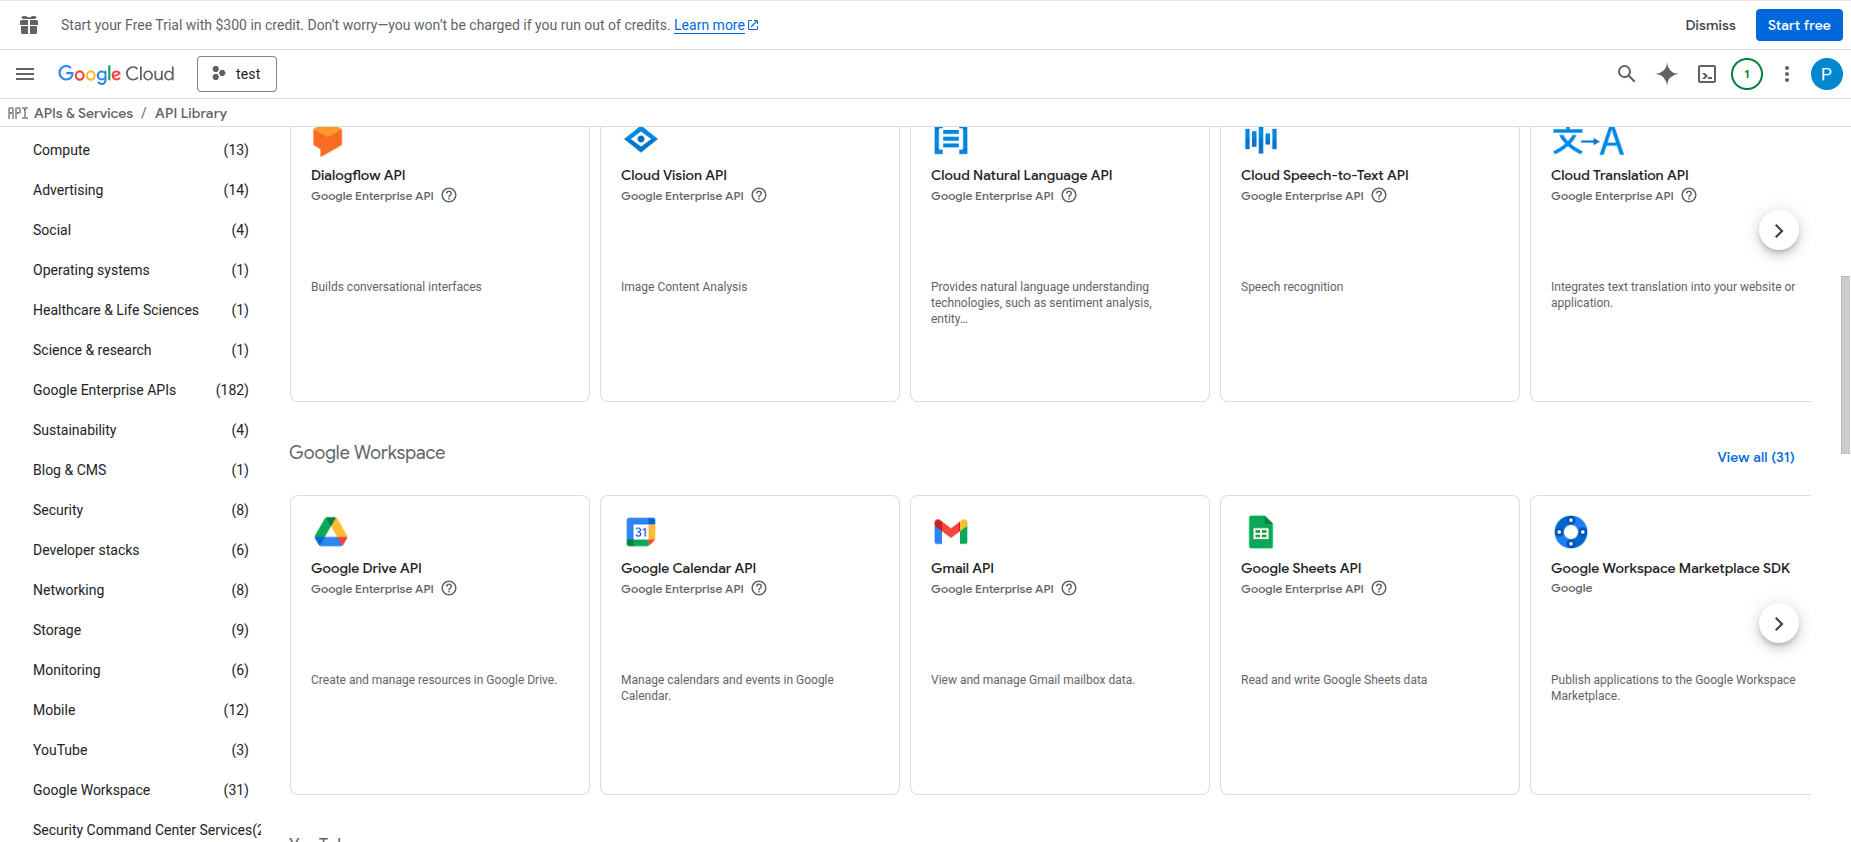 Start your Free Trial with $300 in credit. Don’t worry—you won’t be charged if you run out of credits. Learn more
Dismiss
Start free
Google Cloud
test
1
P
API APIs & Services / API Library
Compute (13)
Advertising (14)
Social (4)
Operating systems (1)
Healthcare & Life Sciences (1)
Science & research (1)
Google Enterprise APIs (182)
Sustainability (4)
Blog & CMS (1)
Security (8)
Developer stacks (6)
Networking (8)
Storage (9)
Monitoring (6)
Mobile (12)
YouTube (3)
Google Workspace (31)
Security Command Center Services(2
Dialogflow API
Google Enterprise API
Builds conversational interfaces
Cloud Vision API
Google Enterprise API
Image Content Analysis
Cloud Natural Language API
Google Enterprise API
Provides natural language understanding
technologies, such as sentiment analysis,
entity…
Cloud Speech-to-Text API
Google Enterprise API
Speech recognition
文→A
Cloud Translation API
Google Enterprise API
Integrates text translation into your website or
application.
Google Workspace
View all (31)
Google Drive API
Google Enterprise API
Create and manage resources in Google Drive.
31
Google Calendar API
Google Enterprise API
Manage calendars and events in Google
Calendar.
Gmail API
Google Enterprise API
View and manage Gmail mailbox data.
Google Sheets API
Google Enterprise API
Read and write Google Sheets data
Google Workspace Marketplace SDK
Google
Publish applications to the Google Workspace
Marketplace.